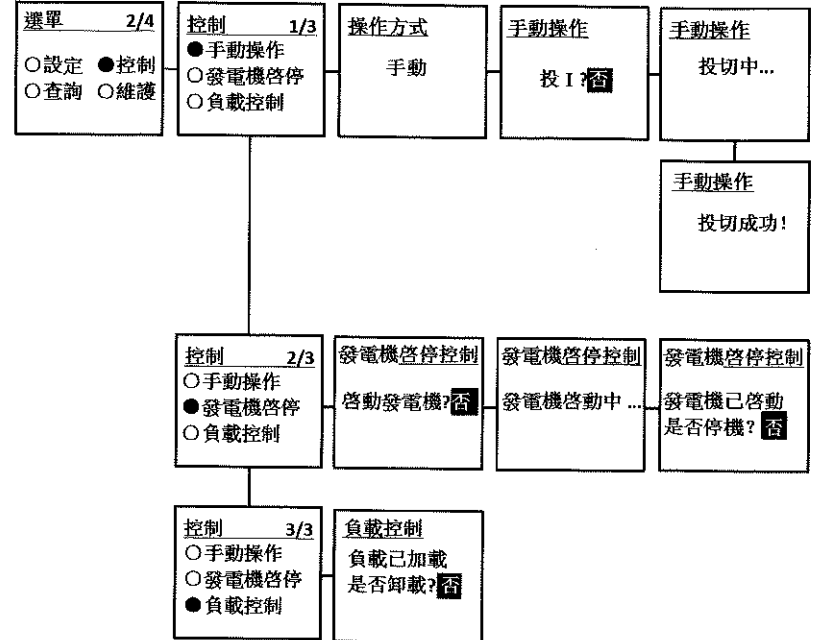 選單 2/4
○設定 ●控制
○查詢 ○維護
控制 1/3
●手動操作
○發電機啓停
○負載控制
操作方式
手動
手動操作
投 I ?否
手動操作
投切中...
手動操作
投切成功!
控制 2/3
○手動操作
●發電機啓停
○負載控制
發電機啓停控制
啓動發電機?否
發電機啓停控制
發電機啓動中 ...
發電機啓停控制
發電機已啓動
是否停機? 否
控制 3/3
○手動操作
○發電機啓停
●負載控制
負載控制
負載已加載
是否卸載?否